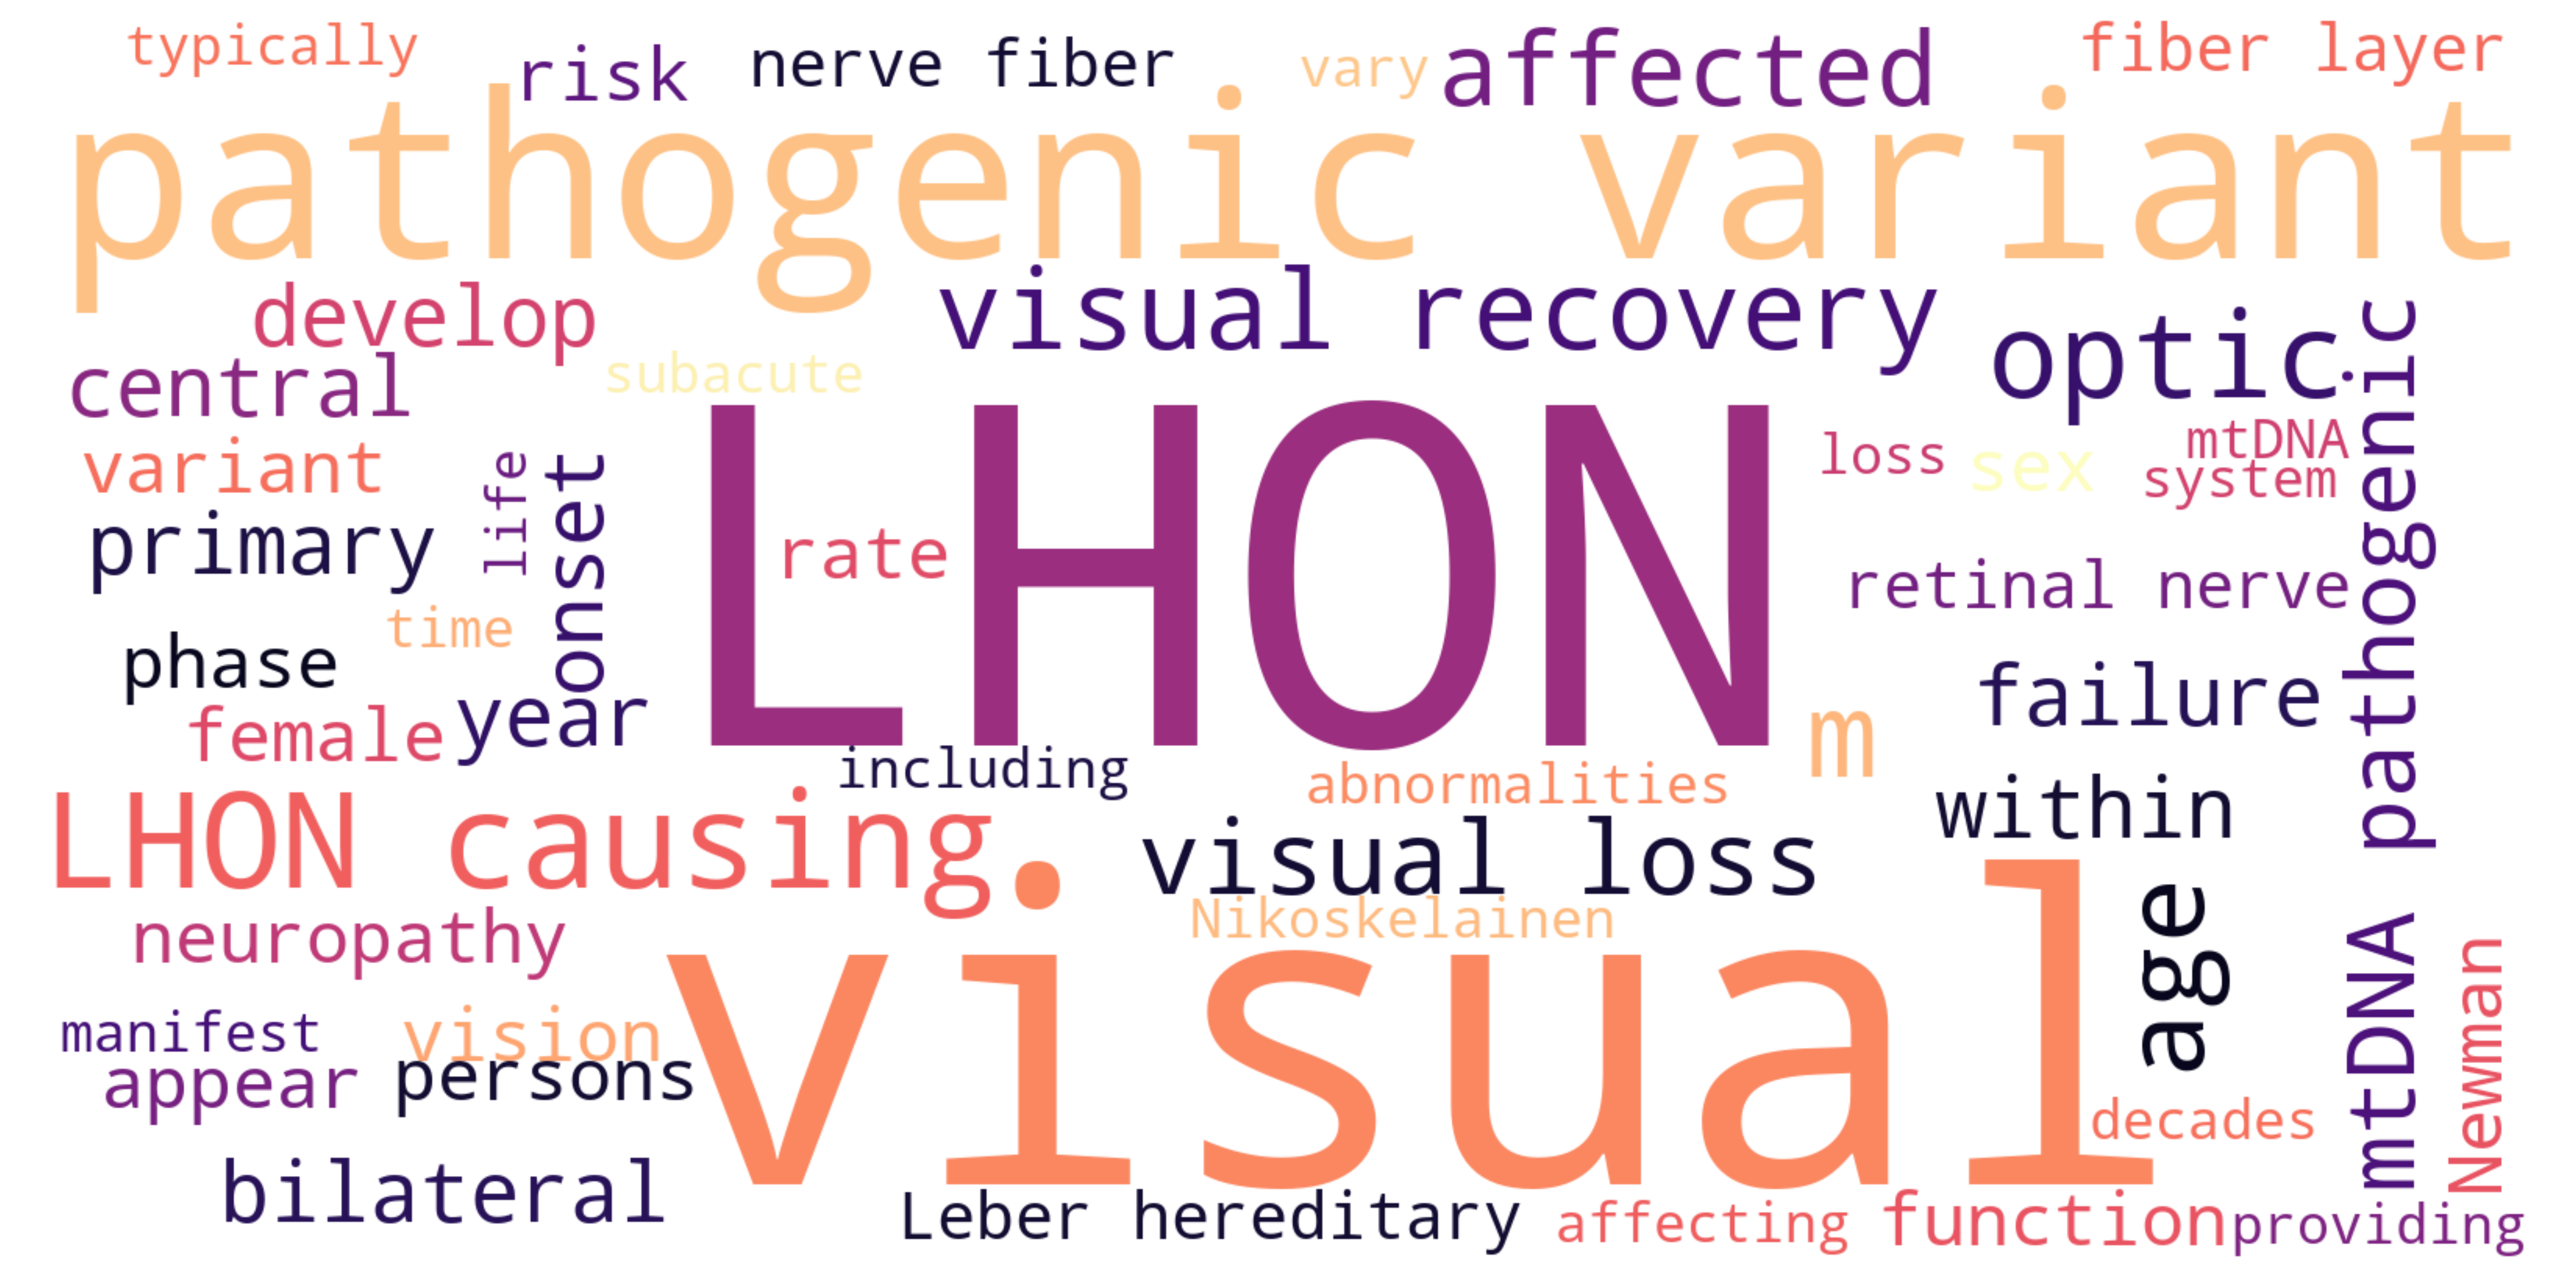 typically
risk
nerve fiber
vary
affected
fiber layer
pathogenic variant
develop
visual recovery
optic
central
subacute
LHON
variant
life
onset
rate
loss
sex
mtDNA
system
primary
retinal nerve
time
phase
failure
female
year
m
including
abnormalities
within
LHON causing
visual loss
mtDNA pathogenic
Nikoskelainen
neuropathy
visual
age
Newman
manifest
vision
appear
persons
decades
bilateral
Leber hereditary
affecting
function
providing